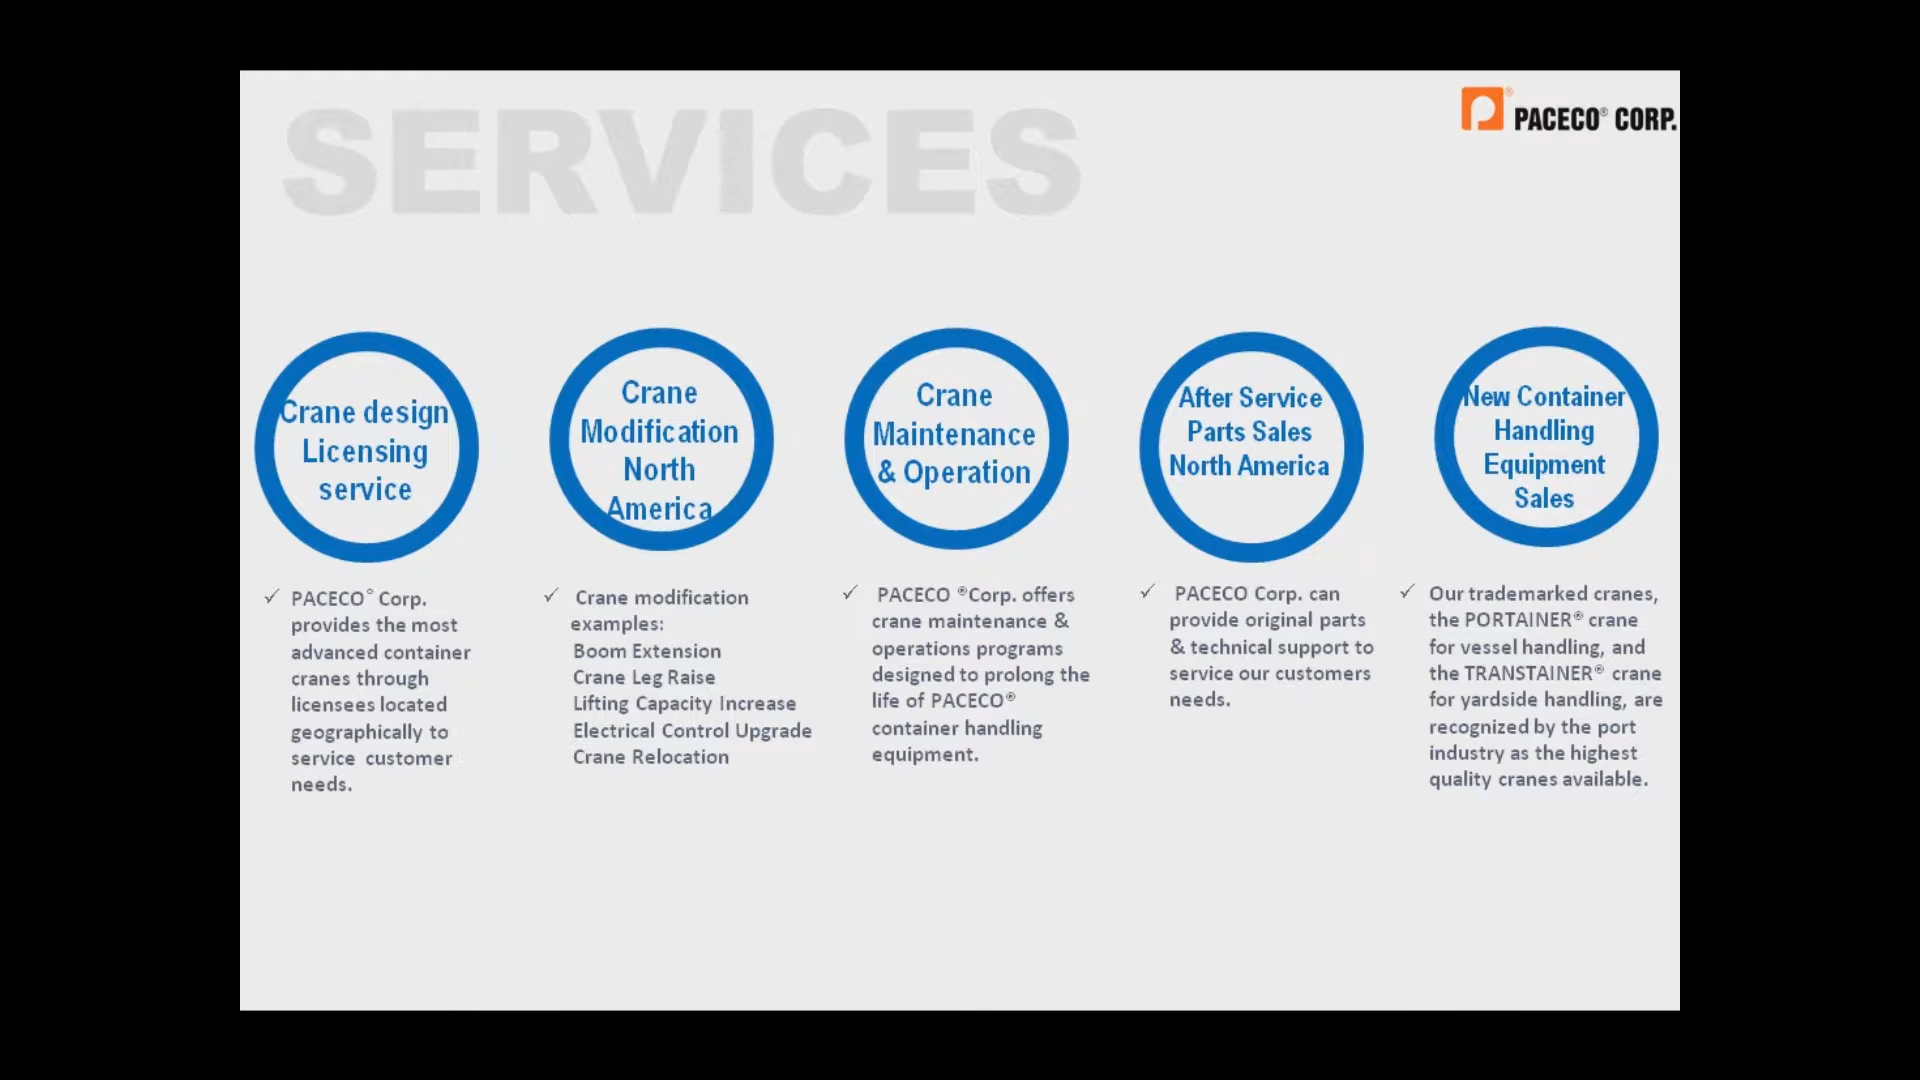 SERVICES
PACECO® CORP.
Crane design
Licensing
service
Crane
Modification
North
America
Crane
Maintenance
& Operation
After Service
Parts Sales
North America
New Container
Handling
Equipment
Sales
✓ PACECO® Corp.
provides the most
advanced container
cranes through
licensees located
geographically to
service customer
needs.
✓ Crane modification
examples:
Boom Extension
Crane Leg Raise
Lifting Capacity Increase
Electrical Control Upgrade
Crane Relocation
✓ PACECO ®Corp. offers
crane maintenance &
operations programs
designed to prolong the
life of PACECO®
container handling
equipment.
✓ PACECO Corp. can
provide original parts
& technical support to
service our customers
needs.
✓ Our trademarked cranes,
the PORTAINER® crane
for vessel handling, and
the TRANSTAINER® crane
for yardside handling, are
recognized by the port
industry as the highest
quality cranes available.